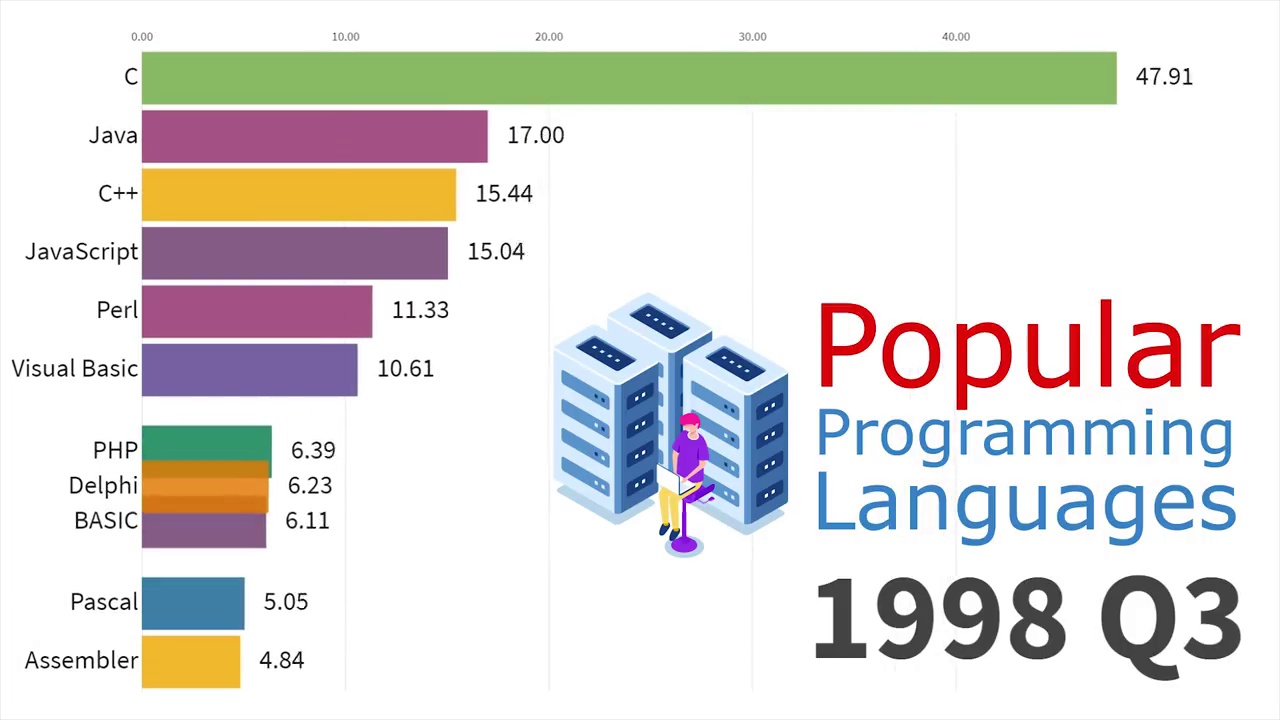 0.00 10.00 20.00 30.00 40.00
C 47.91
Java 17.00
C++ 15.44
JavaScript 15.04
Perl 11.33
Visual Basic 10.61
PHP 6.39
Delphi 6.23
BASIC 6.11
Pascal 5.05
Assembler 4.84
Popular
Programming
Languages
1998 Q3